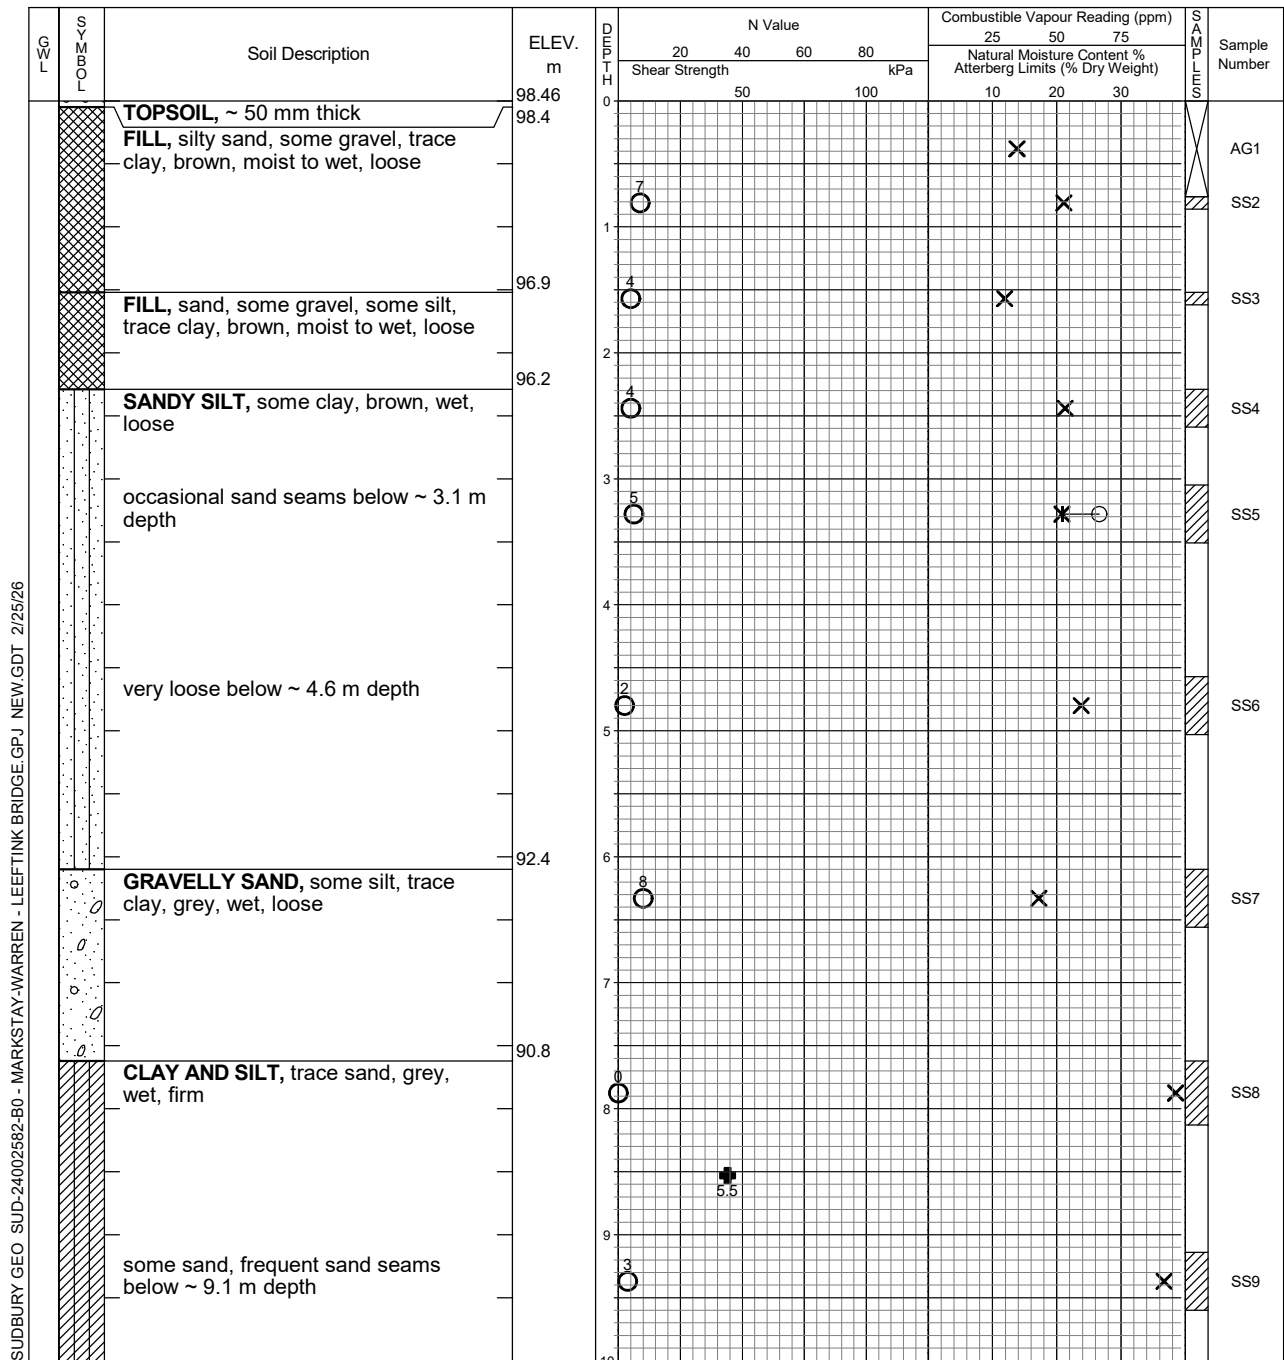 GWL
SYMBOL
Soil Description
ELEV.
m
DEPTH
N Value
20 40 60 80
Shear Strength kPa
50 100
Combustible Vapour Reading (ppm)
25 50 75
Natural Moisture Content %
Atterberg Limits (% Dry Weight)
10 20 30
SAMPLES
Sample
Number
98.46
0
TOPSOIL, ~ 50 mm thick
98.4
FILL, silty sand, some gravel, trace
clay, brown, moist to wet, loose
AG1
7
SS2
1
96.9
4
SS3
FILL, sand, some gravel, some silt,
trace clay, brown, moist to wet, loose
2
96.2
SANDY SILT, some clay, brown, wet,
loose
4
SS4
3
occasional sand seams below ~ 3.1 m
depth
5
SS5
4
very loose below ~ 4.6 m depth
2
SS6
5
6
92.4
GRAVELLY SAND, some silt, trace
clay, grey, wet, loose
8
SS7
7
90.8
CLAY AND SILT, trace sand, grey,
wet, firm
0
SS8
8
5.5
9
some sand, frequent sand seams
below ~ 9.1 m depth
3
SS9
10
SUDBURY GEO SUD-24002582-B0 - MARKSTAY-WARREN - LEEFTINK BRIDGE.GPJ NEW.GDT 2/25/26